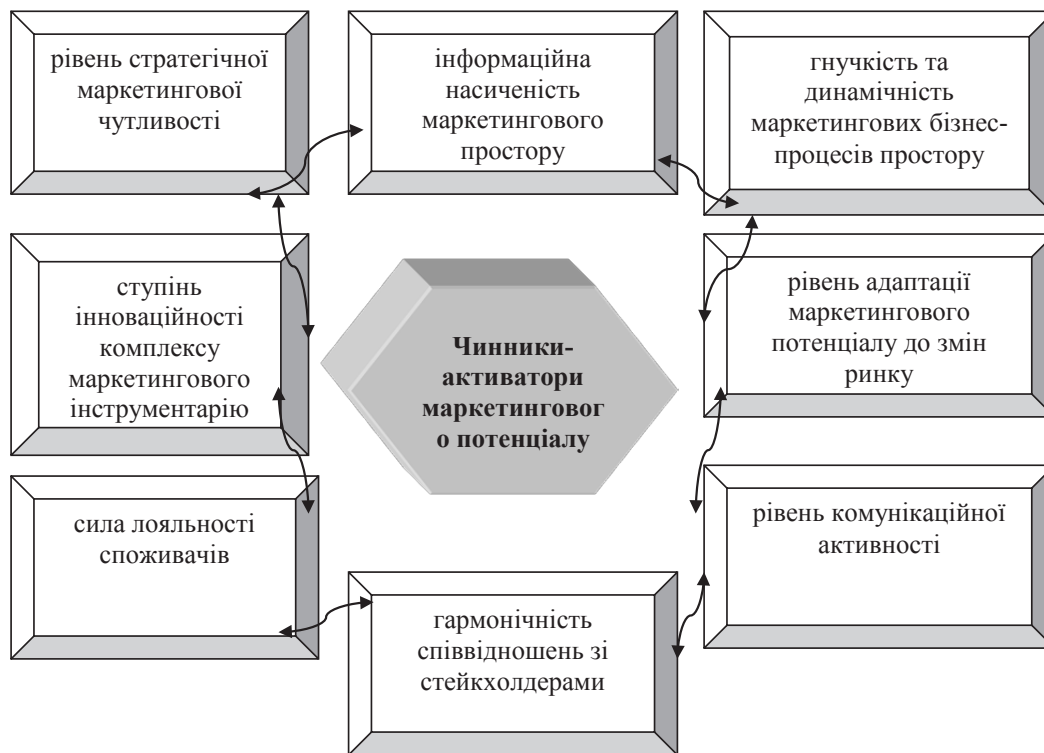 рівень стратегічної
маркетингової
чутливості
інформаційна
насиченість
маркетингового
простору
гнучкість та
динамічність
маркетингових бізнес-
процесів простору
ступінь
інноваційності
комплексу
маркетингового
інструментарію
Чинники-
активатори
маркетинговог
о потенціалу
рівень адаптації
маркетингового
потенціалу до змін
ринку
сила лояльності
споживачів
гармонічність
співвідношень зі
стейкхолдерами
рівень комунікаційної
активності